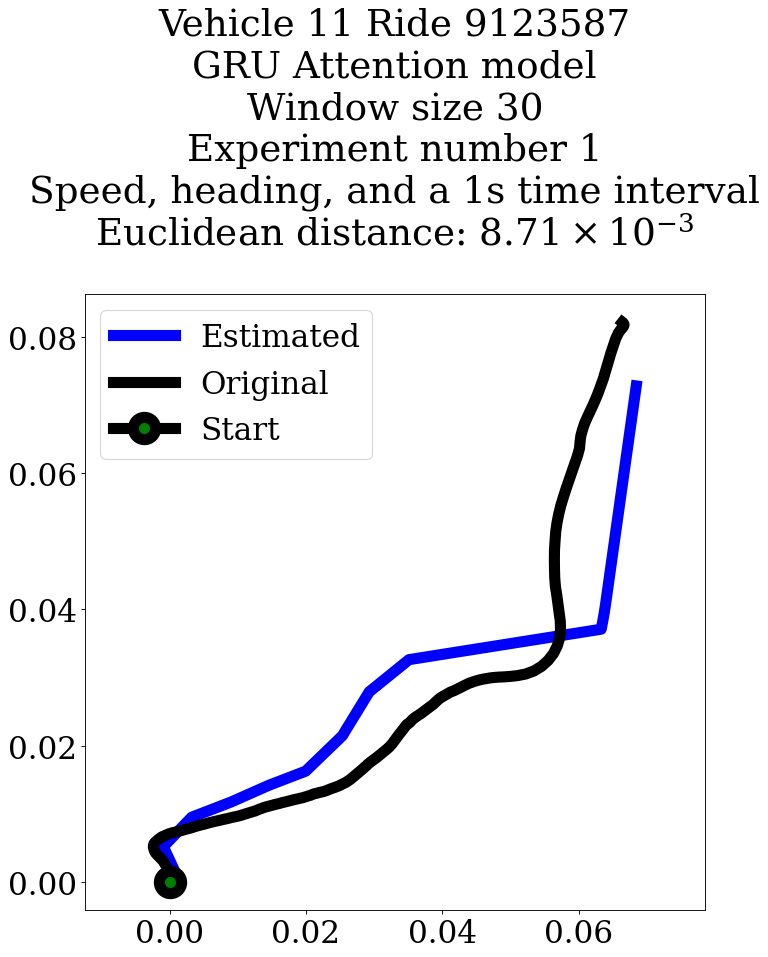 Vehicle 11 Ride 9123587
GRU Attention model
Window size 30
Experiment number 1
Speed, heading, and a 1s time interval
Euclidean distance: 8.71 × 10⁻³
Estimated
Original
Start
0.08
0.06
0.04
0.02
0.00
0.00 0.02 0.04 0.06